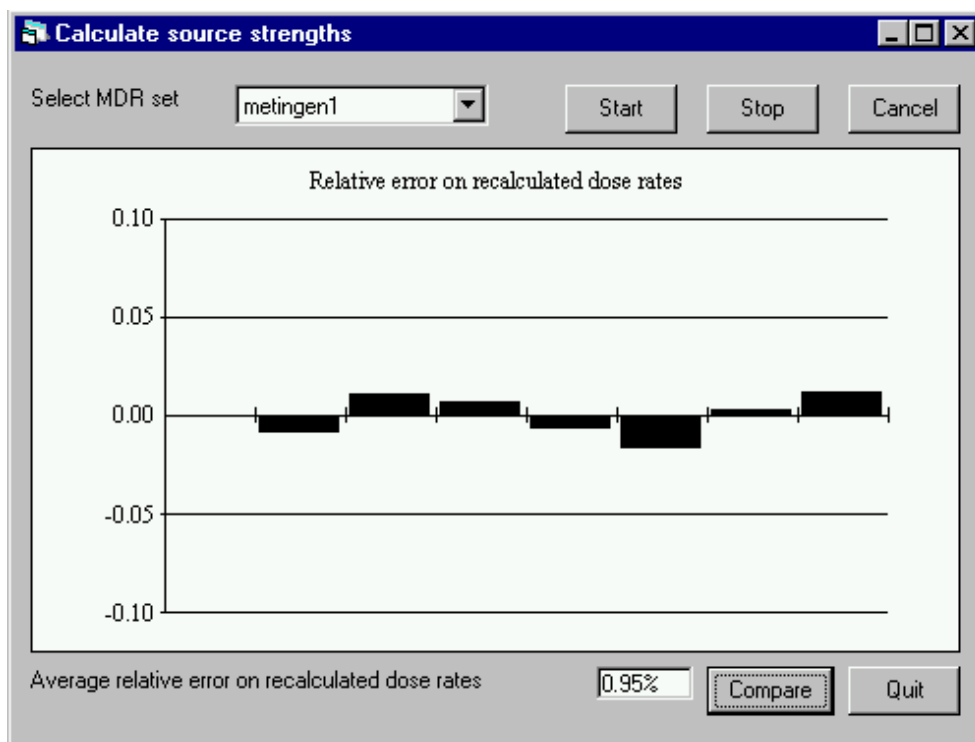 Calculate source strengths
Select MDR set metingen1 Start Stop Cancel
Relative error on recalculated dose rates
0.10
0.05
0.00
-0.05
-0.10
Average relative error on recalculated dose rates 0.95% Compare Quit